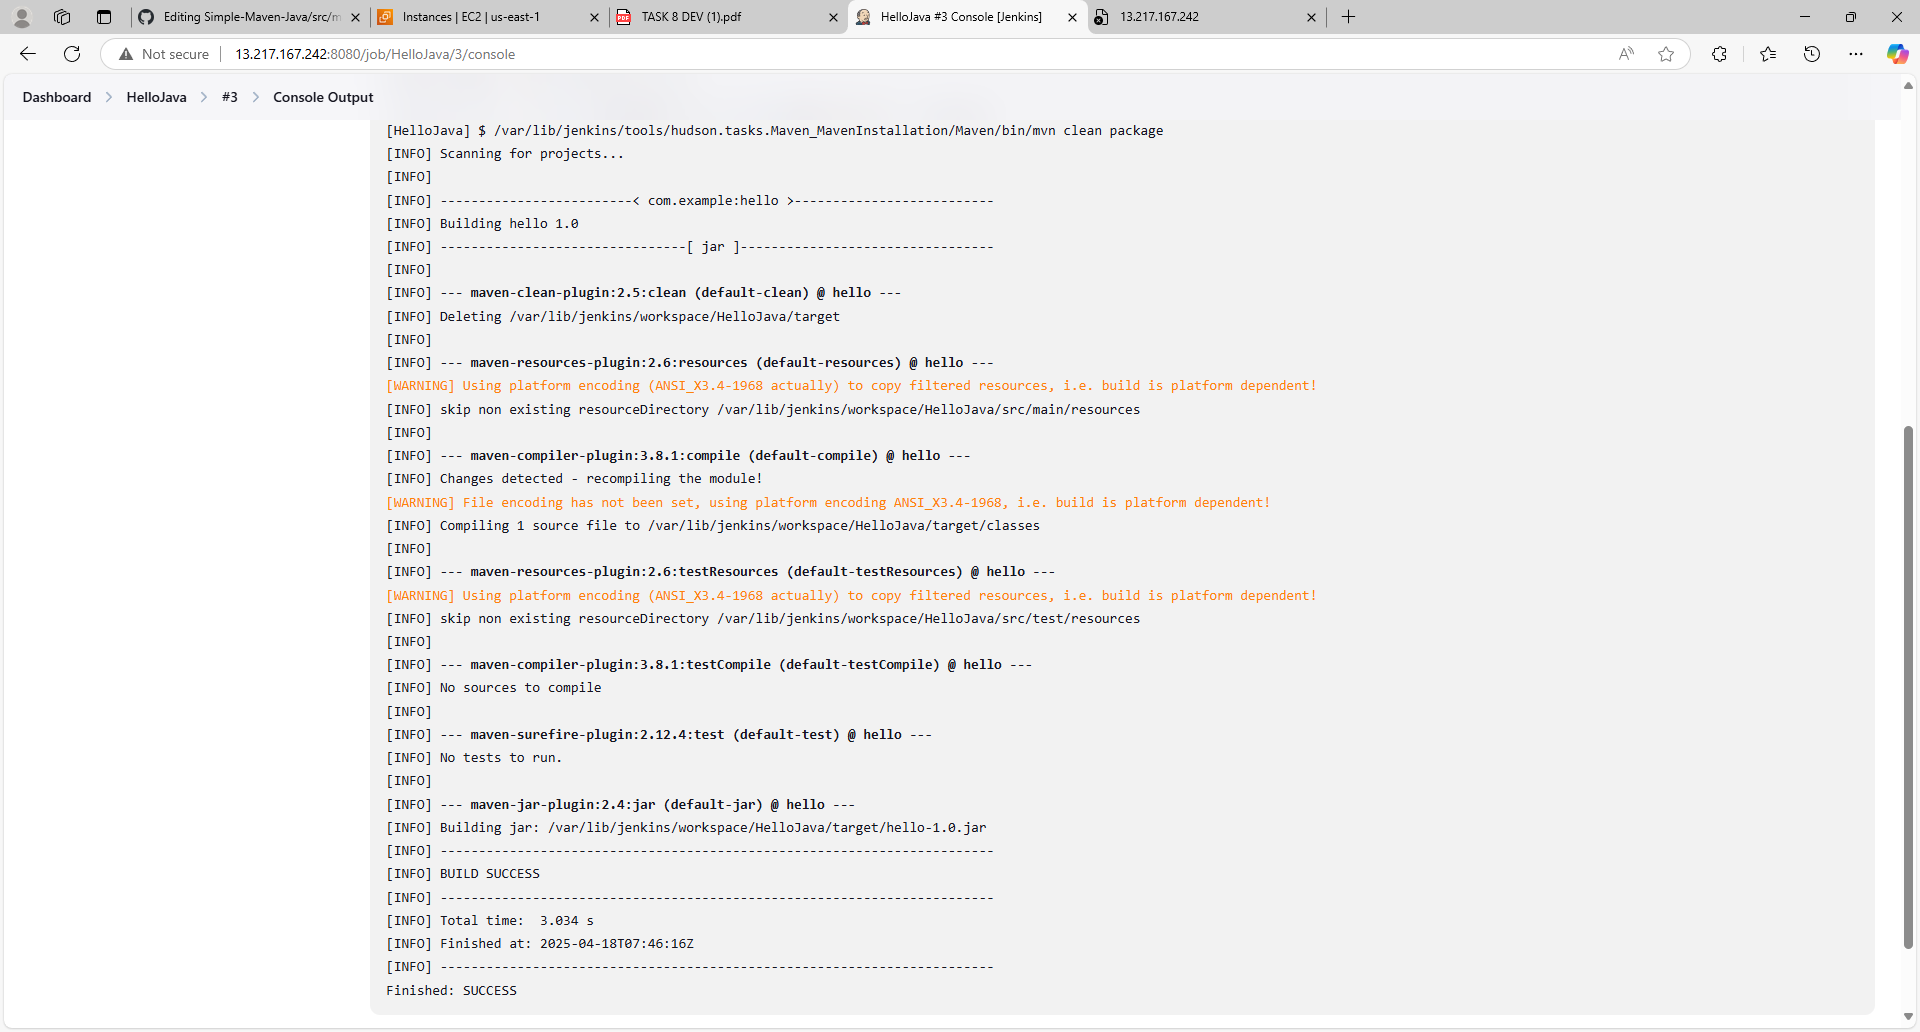 Editing Simple-Maven-Java/src/m
Instances | EC2 | us-east-1
TASK 8 DEV (1).pdf
HelloJava #3 Console [Jenkins]
13.217.167.242
Not secure
13.217.167.242:8080/job/HelloJava/3/console
Dashboard > HelloJava > #3 > Console Output
[HelloJava] $ /var/lib/jenkins/tools/hudson.tasks.Maven_MavenInstallation/Maven/bin/mvn clean package
[INFO] Scanning for projects...
[INFO]
[INFO] -------------------------< com.example:hello >--------------------------
[INFO] Building hello 1.0
[INFO] --------------------------------[ jar ]---------------------------------
[INFO]
[INFO] --- maven-clean-plugin:2.5:clean (default-clean) @ hello ---
[INFO] Deleting /var/lib/jenkins/workspace/HelloJava/target
[INFO]
[INFO] --- maven-resources-plugin:2.6:resources (default-resources) @ hello ---
[WARNING] Using platform encoding (ANSI_X3.4-1968 actually) to copy filtered resources, i.e. build is platform dependent!
[INFO] skip non existing resourceDirectory /var/lib/jenkins/workspace/HelloJava/src/main/resources
[INFO]
[INFO] --- maven-compiler-plugin:3.8.1:compile (default-compile) @ hello ---
[INFO] Changes detected - recompiling the module!
[WARNING] File encoding has not been set, using platform encoding ANSI_X3.4-1968, i.e. build is platform dependent!
[INFO] Compiling 1 source file to /var/lib/jenkins/workspace/HelloJava/target/classes
[INFO]
[INFO] --- maven-resources-plugin:2.6:testResources (default-testResources) @ hello ---
[WARNING] Using platform encoding (ANSI_X3.4-1968 actually) to copy filtered resources, i.e. build is platform dependent!
[INFO] skip non existing resourceDirectory /var/lib/jenkins/workspace/HelloJava/src/test/resources
[INFO]
[INFO] --- maven-compiler-plugin:3.8.1:testCompile (default-testCompile) @ hello ---
[INFO] No sources to compile
[INFO]
[INFO] --- maven-surefire-plugin:2.12.4:test (default-test) @ hello ---
[INFO] No tests to run.
[INFO]
[INFO] --- maven-jar-plugin:2.4:jar (default-jar) @ hello ---
[INFO] Building jar: /var/lib/jenkins/workspace/HelloJava/target/hello-1.0.jar
[INFO] ------------------------------------------------------------------------
[INFO] BUILD SUCCESS
[INFO] ------------------------------------------------------------------------
[INFO] Total time:  3.034 s
[INFO] Finished at: 2025-04-18T07:46:16Z
[INFO] ------------------------------------------------------------------------
Finished: SUCCESS